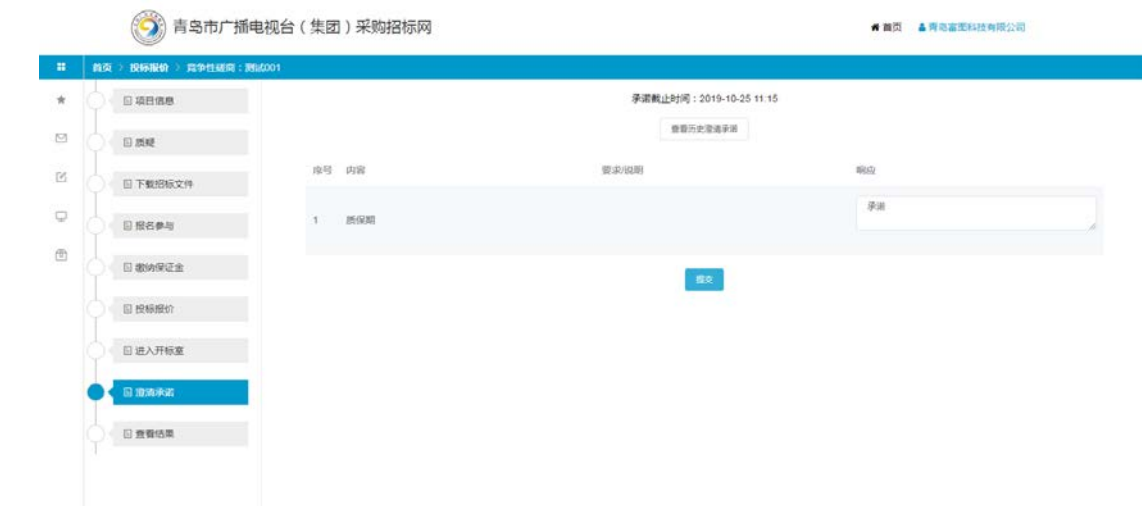 青岛市广播电视台（集团）采购招标网
首页
青岛富图科技有限公司
首页 > 投标报价 > 竞争性磋商：测试001
项目信息
质疑
下载招标文件
报名参与
缴纳保证金
投标报价
进入开标室
澄清承诺
查看结果
承诺截止时间：2019-10-25 11:15
查看历史澄清承诺
序号 内容 要求/说明 响应
1 质保期 承诺
提交